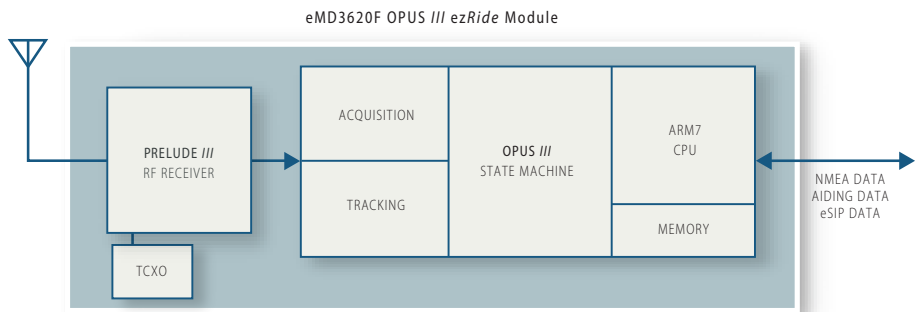 eMD3620F OPUS III ezRide Module
ACQUISITION
TRACKING
PRELUDE III
RF RECEIVER
TCXO
OPUS III
STATE MACHINE
ARM7
CPU
MEMORY
NMEA DATA
AIDING DATA
eSIP DATA